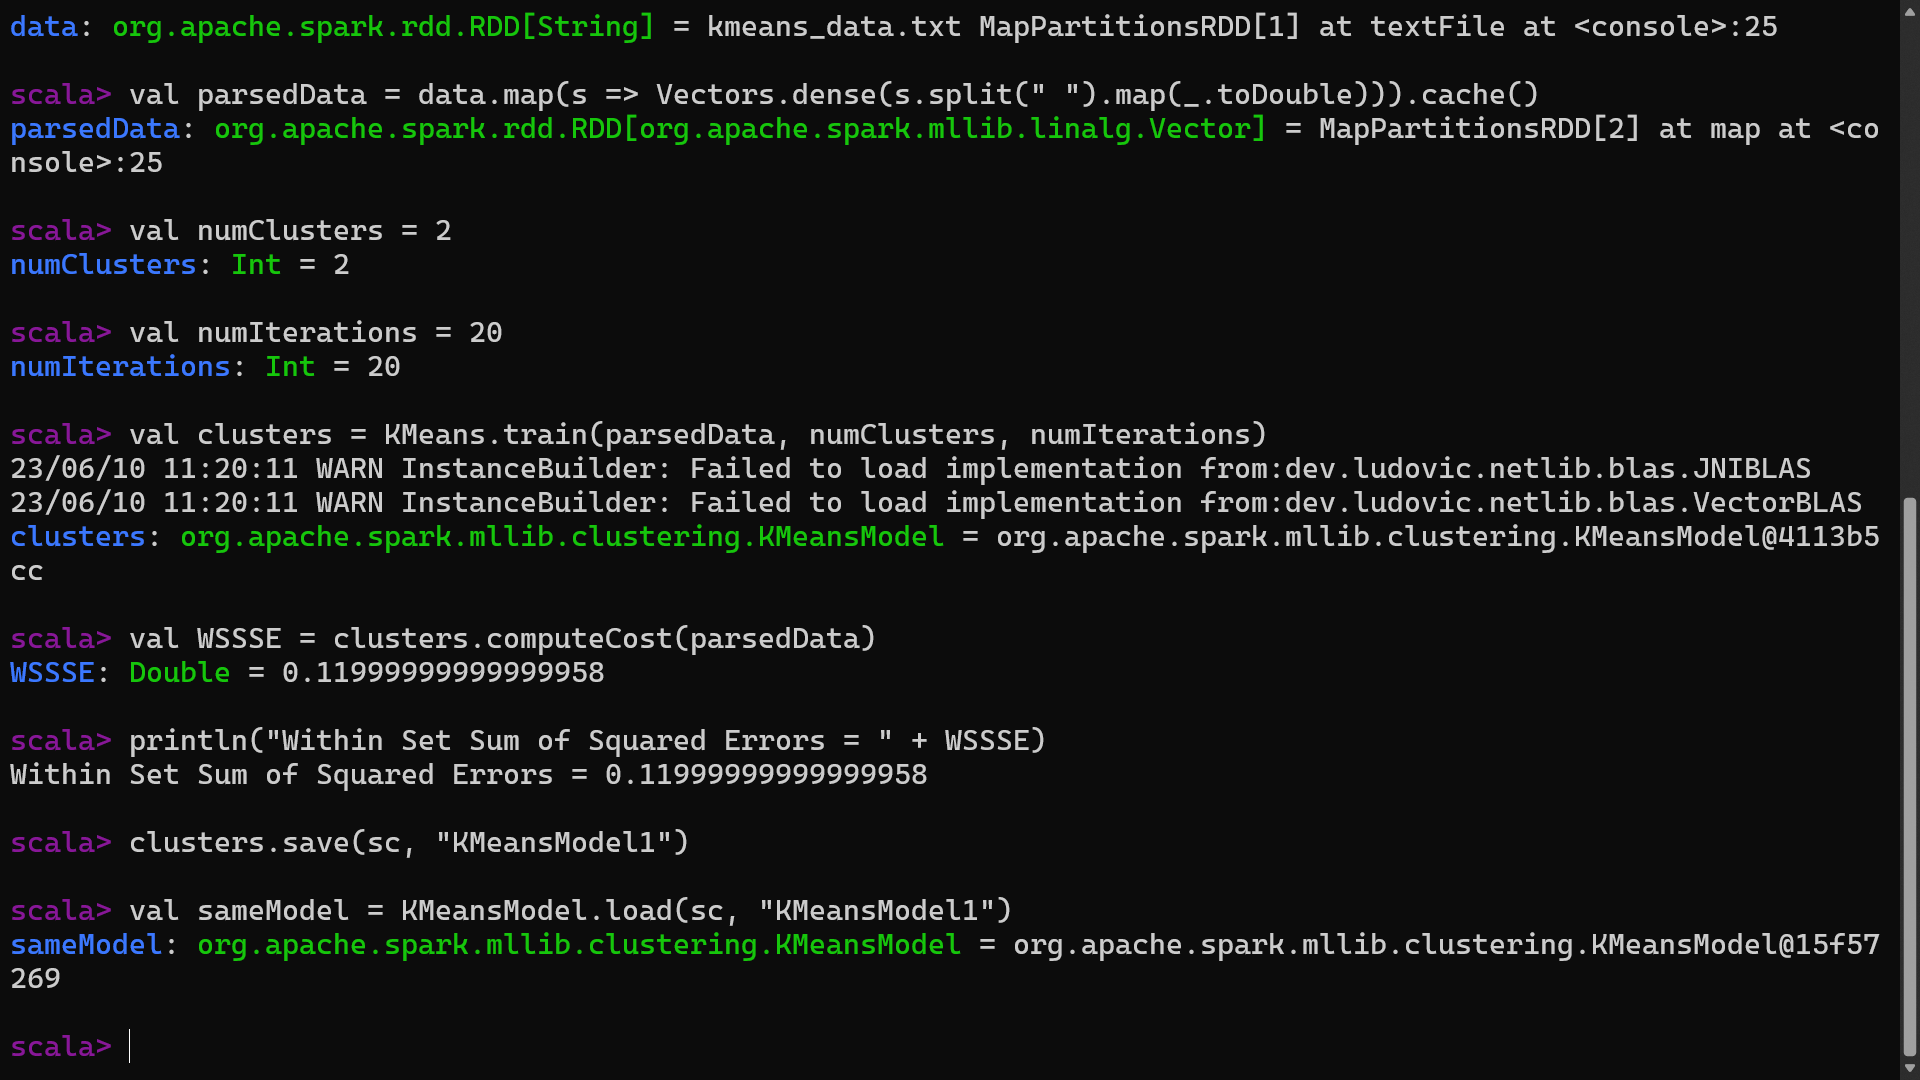 data: org.apache.spark.rdd.RDD[String] = kmeans_data.txt MapPartitionsRDD[1] at textFile at <console>:25
scala> val parsedData = data.map(s => Vectors.dense(s.split(" ").map(_.toDouble))).cache()
parsedData: org.apache.spark.rdd.RDD[org.apache.spark.mllib.linalg.Vector] = MapPartitionsRDD[2] at map at <co
nsole>:25
scala> val numClusters = 2
numClusters: Int = 2
scala> val numIterations = 20
numIterations: Int = 20
scala> val clusters = KMeans.train(parsedData, numClusters, numIterations)
23/06/10 11:20:11 WARN InstanceBuilder: Failed to load implementation from:dev.ludovic.netlib.blas.JNIBLAS
23/06/10 11:20:11 WARN InstanceBuilder: Failed to load implementation from:dev.ludovic.netlib.blas.VectorBLAS
clusters: org.apache.spark.mllib.clustering.KMeansModel = org.apache.spark.mllib.clustering.KMeansModel@4113b5
cc
scala> val WSSSE = clusters.computeCost(parsedData)
WSSSE: Double = 0.11999999999999958
scala> println("Within Set Sum of Squared Errors = " + WSSSE)
Within Set Sum of Squared Errors = 0.11999999999999958
scala> clusters.save(sc, "KMeansModel1")
scala> val sameModel = KMeansModel.load(sc, "KMeansModel1")
sameModel: org.apache.spark.mllib.clustering.KMeansModel = org.apache.spark.mllib.clustering.KMeansModel@15f57
269
scala>